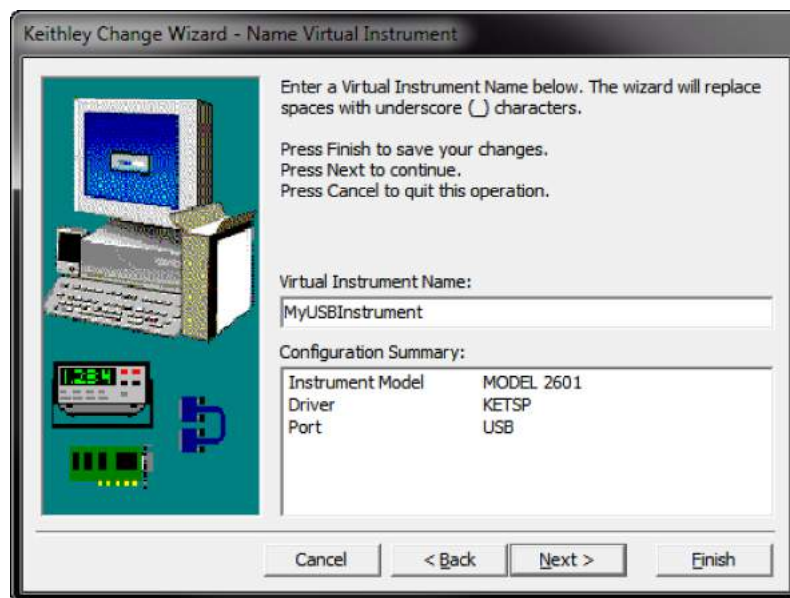 Keithley Change Wizard - Name Virtual Instrument
Enter a Virtual Instrument Name below. The wizard will replace
spaces with underscore (_) characters.
Press Finish to save your changes.
Press Next to continue.
Press Cancel to quit this operation.
Virtual Instrument Name:
MyUSBInstrument
Configuration Summary:
Instrument Model MODEL 2601
Driver KETSP
Port USB
1.234
Cancel < Back Next > Finish